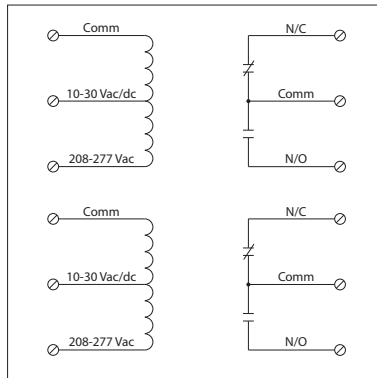 Comm
N/C
10-30 Vac/dc
Comm
208-277 Vac
N/O
Comm
N/C
10-30 Vac/dc
Comm
208-277 Vac
N/O